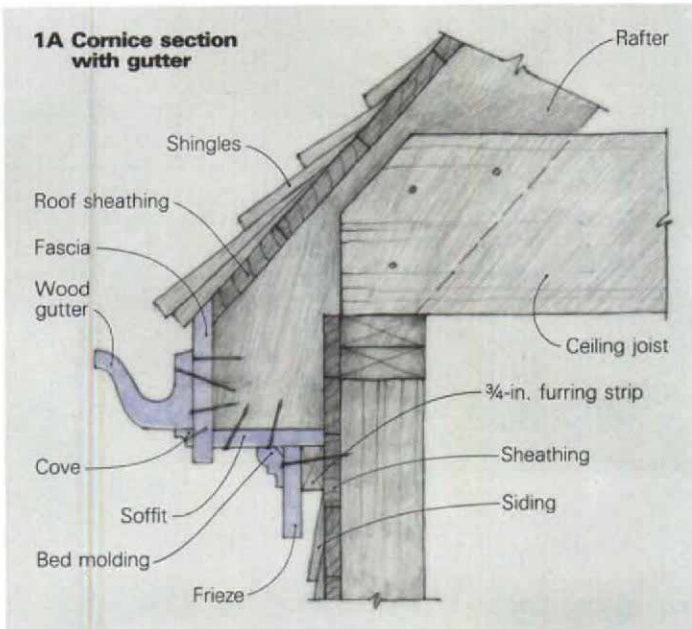 1A Cornice section
with gutter
Rafter
Shingles
Roof sheathing
Fascia
Wood
gutter
Ceiling joist
¾-in. furring strip
Cove
Sheathing
Soffit
Siding
Bed molding
Frieze